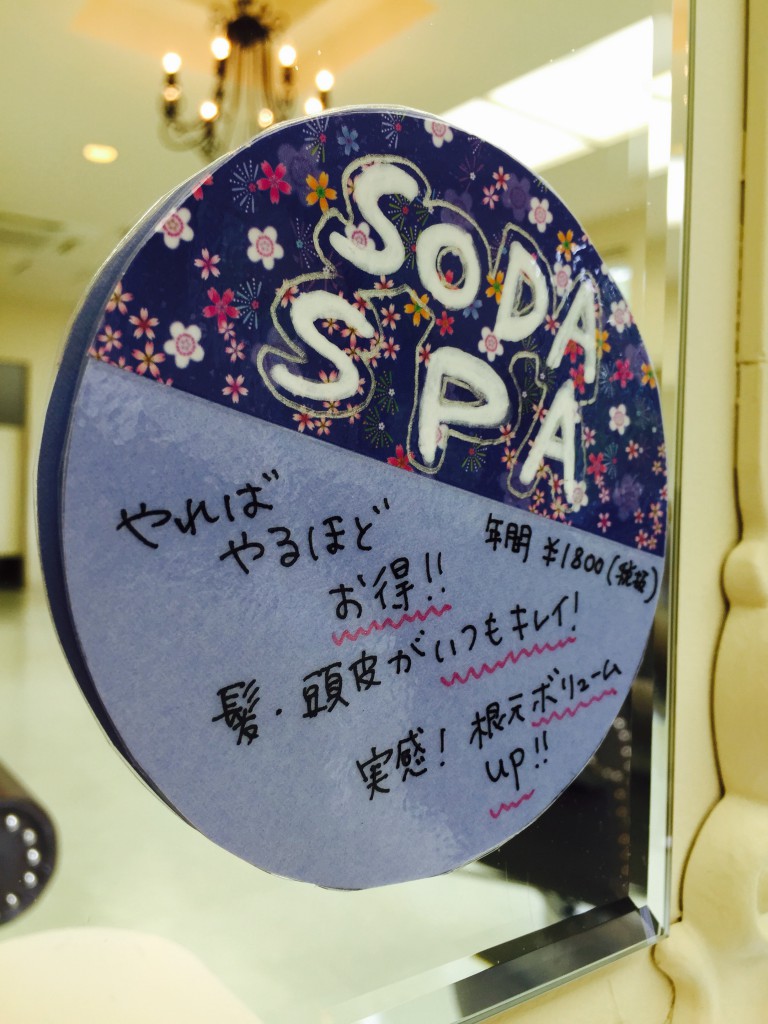 SODA
SPA
やれば
やるほど
お得!!
年間 ¥1800(税抜)
髪・頭皮がいつもキレイ!
実感! 根元ボリューム
up!!